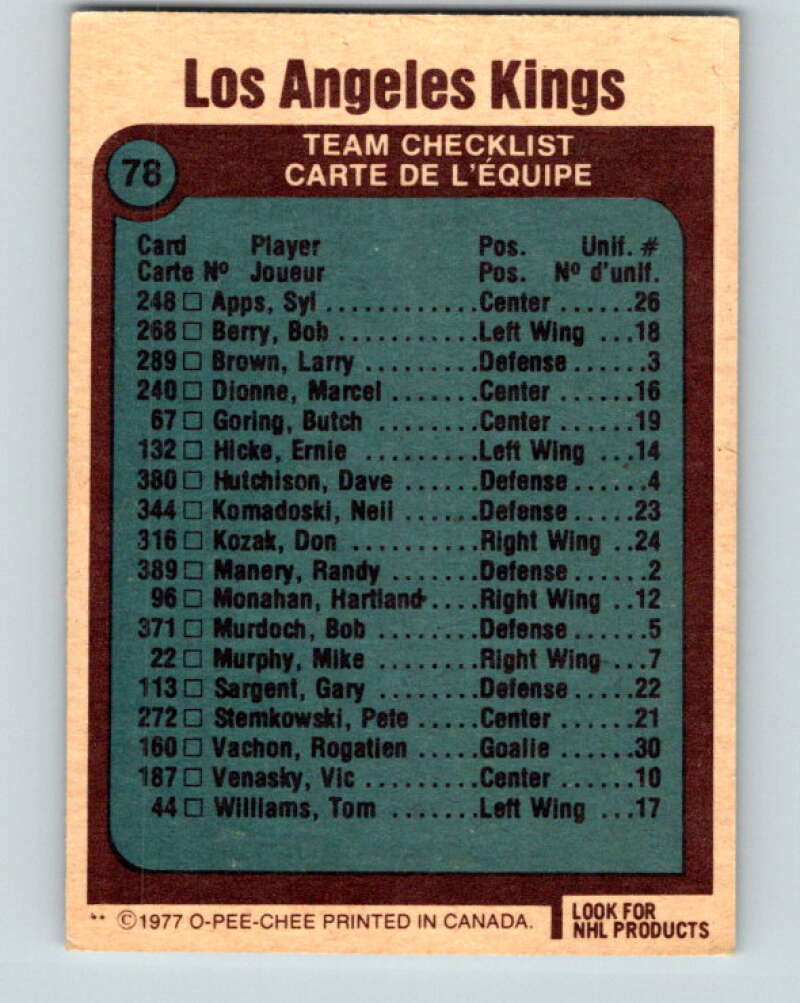 Los Angeles Kings
78
TEAM CHECKLIST
CARTE DE L'ÉQUIPE
Card Player Pos. Unif. #
Carte Nº Joueur Pos. Nº d'unif.
248 □ Apps, Syl ............Center ......26
268 □ Berry, Bob ...........Left Wing ...18
289 □ Brown, Larry .........Defense ......3
240 □ Dionne, Marcel .......Center ......16
67 □ Goring, Butch ........Center ......19
132 □ Hicke, Ernie .........Left Wing ...14
380 □ Hutchison, Dave ......Defense ......4
344 □ Komadoski, Neil ......Defense .....23
316 □ Kozak, Don ..........Right Wing ..24
389 □ Manery, Randy .......Defense ......2
96 □ Monahan, Hartland ....Right Wing ..12
371 □ Murdoch, Bob ........Defense ......5
22 □ Murphy, Mike ........Right Wing ...7
113 □ Sargent, Gary ........Defense .....22
272 □ Stemkowski, Pete .....Center ......21
160 □ Vachon, Rogatien .....Goalie ......30
187 □ Venasky, Vic .........Center ......10
44 □ Williams, Tom .......Left Wing ...17
** ©1977 O-PEE-CHEE PRINTED IN CANADA.
LOOK FOR
NHL PRODUCTS